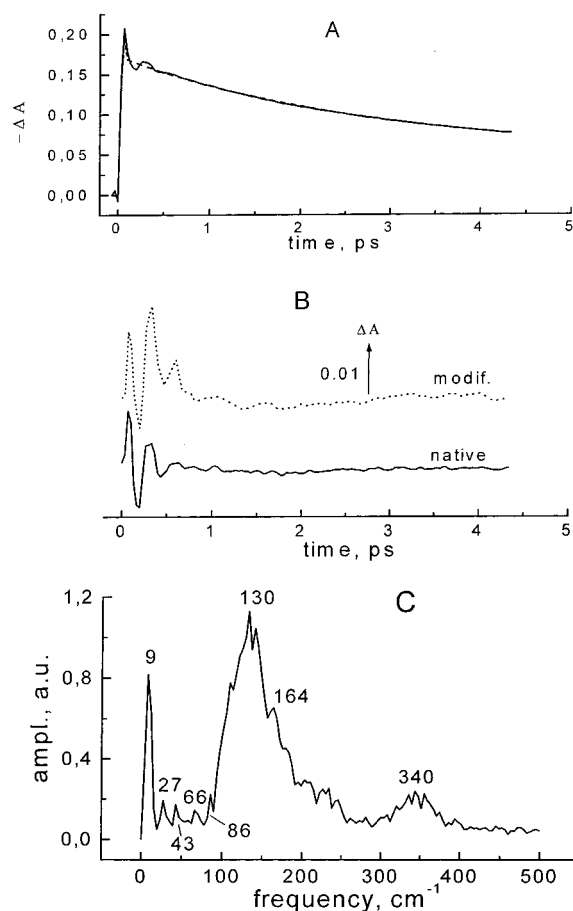 A
0,20
0,15
0,10
0,05
0,00
-ΔA
0 1 2 3 4 5
time, ps
B
ΔA
0.01
modif.
native
0 1 2 3 4 5
time, ps
C
1,2
0,8
0,4
0,0
ampl., a.u.
130
9
164
27
66
340
43
86
0 100 200 300 400 500
frequency, cm⁻¹